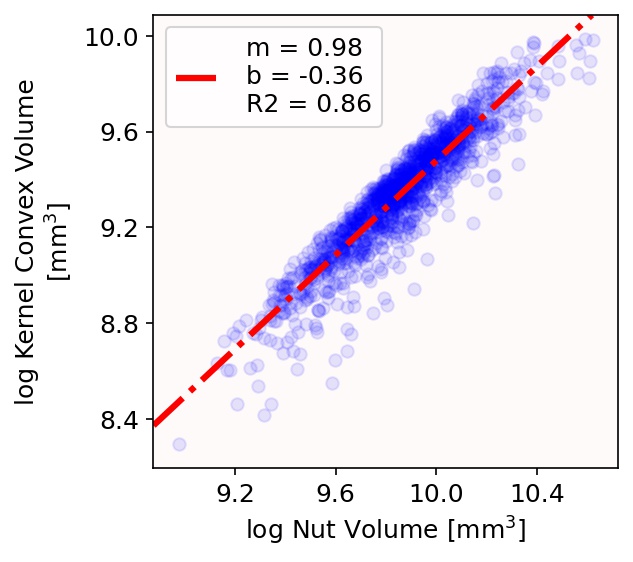 m = 0.98
b = -0.36
R2 = 0.86
10.0
9.6
9.2
8.8
8.4
log Kernel Convex Volume
[mm³]
9.2 9.6 10.0 10.4
log Nut Volume [mm³]